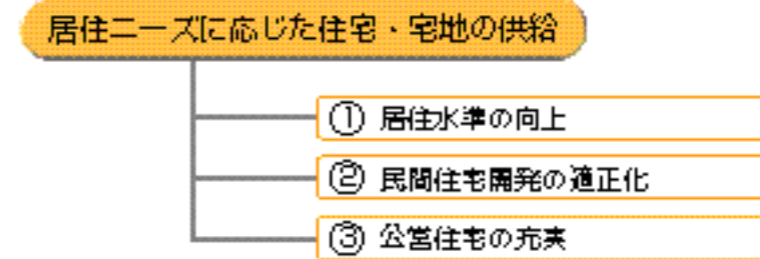 居住ニーズに応じた住宅・宅地の供給
① 居住水準の向上
② 民間住宅開発の適正化
③ 公営住宅の充実